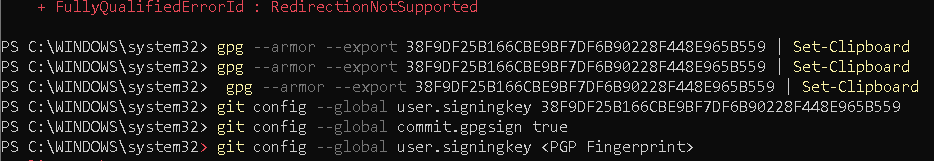 + FullyQualifiedErrorId : RedirectionNotSupported
PS C:\WINDOWS\system32> gpg --armor --export 38F9DF25B166CBE9BF7DF6B90228F448E965B559 | Set-Clipboard
PS C:\WINDOWS\system32> gpg --armor --export 38F9DF25B166CBE9BF7DF6B90228F448E965B559 | Set-Clipboard
PS C:\WINDOWS\system32>  gpg --armor --export 38F9DF25B166CBE9BF7DF6B90228F448E965B559 | Set-Clipboard
PS C:\WINDOWS\system32> git config --global user.signingkey 38F9DF25B166CBE9BF7DF6B90228F448E965B559
PS C:\WINDOWS\system32> git config --global commit.gpgsign true
PS C:\WINDOWS\system32> git config --global user.signingkey <PGP Fingerprint>